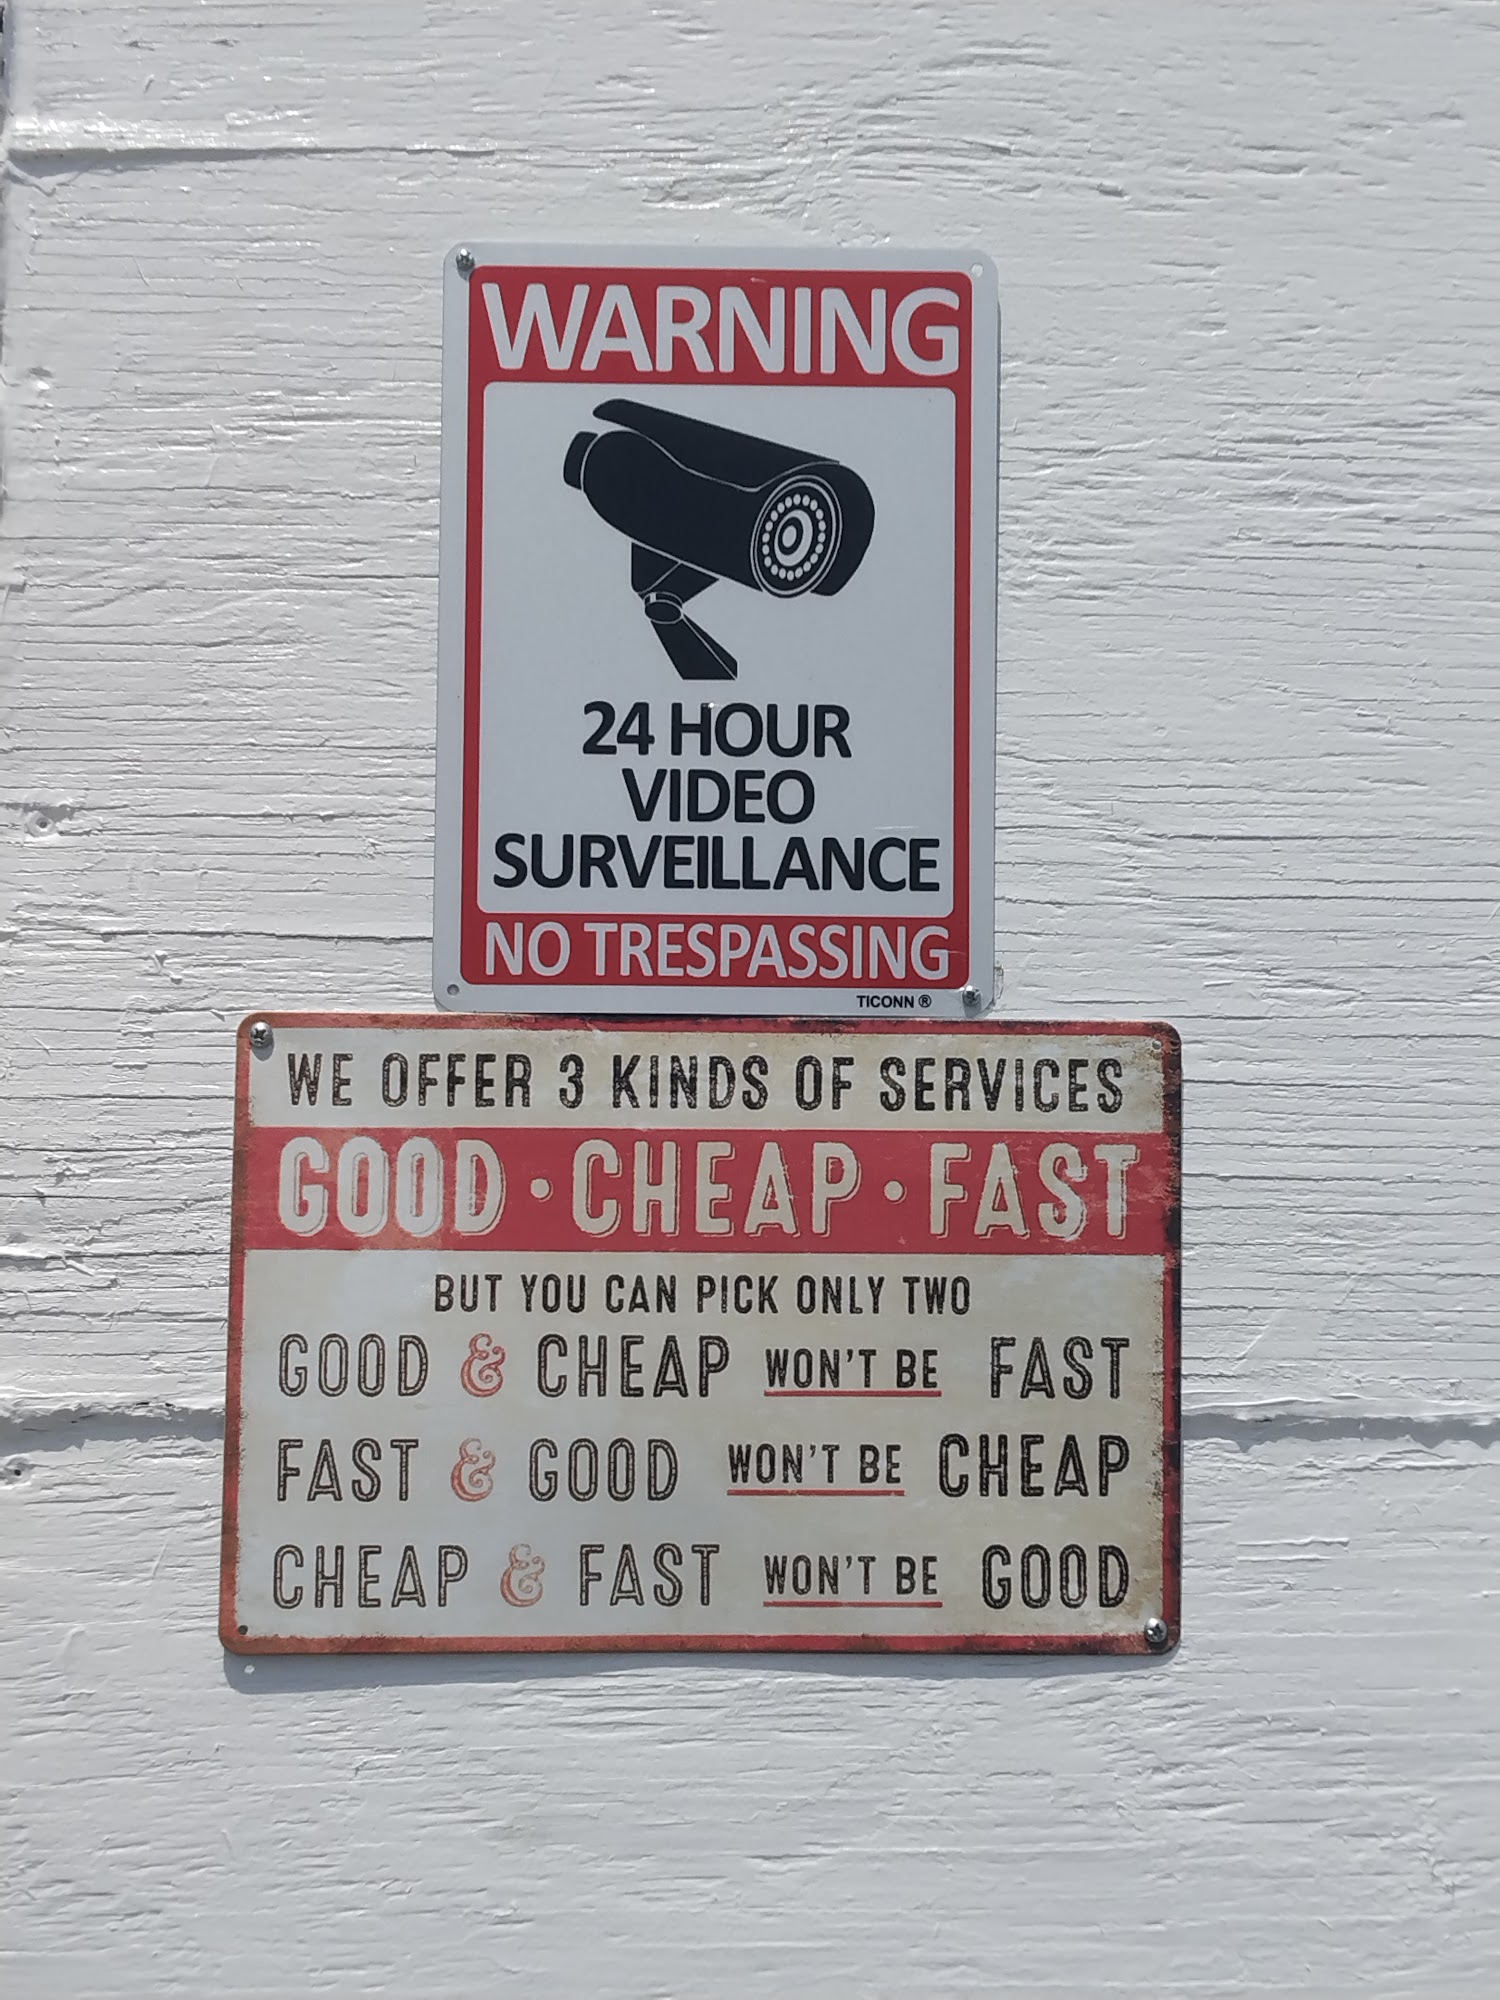 WARNING
24 HOUR
VIDEO
SURVEILLANCE
NO TRESPASSING
TICONN ®
WE OFFER 3 KINDS OF SERVICES
GOOD · CHEAP · FAST
BUT YOU CAN PICK ONLY TWO
GOOD & CHEAP WON'T BE FAST
FAST & GOOD WON'T BE CHEAP
CHEAP & FAST WON'T BE GOOD